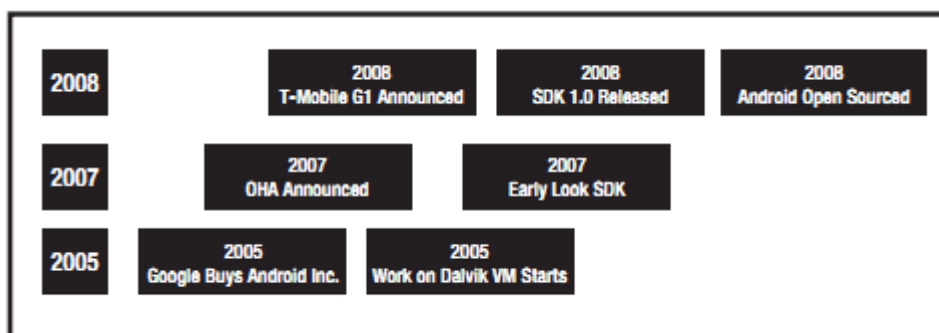 2008
2008
T-Mobile G1 Announced
2008
SDK 1.0 Released
2008
Android Open Sourced
2007
2007
OHA Announced
2007
Early Look SDK
2005
2005
Google Buys Android Inc.
2005
Work on Dalvik VM Starts